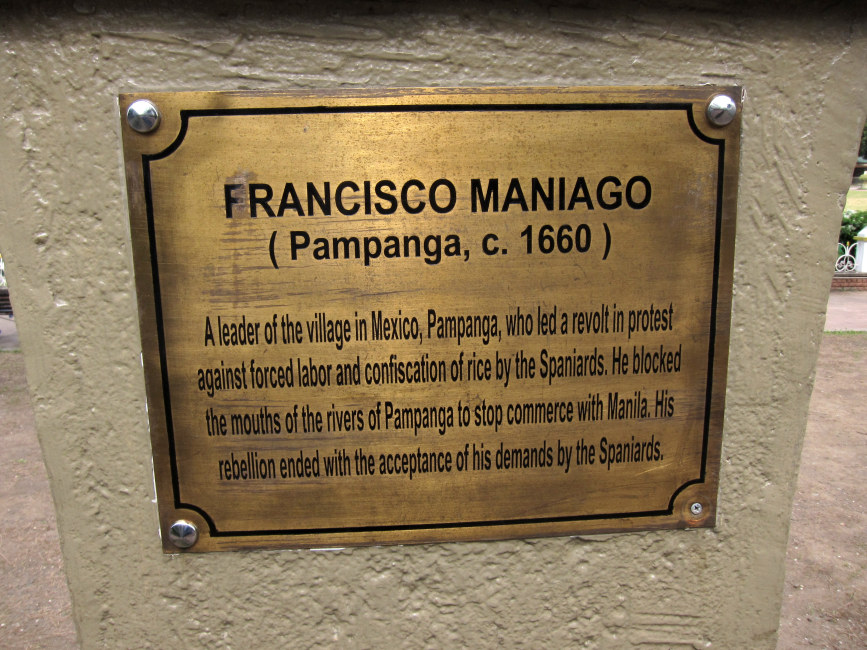 FRANCISCO MANIAGO
( Pampanga, c. 1660 )
A leader of the village in Mexico, Pampanga, who led a revolt in protest
against forced labor and confiscation of rice by the Spaniards. He blocked
the mouths of the rivers of Pampanga to stop commerce with Manila. His
rebellion ended with the acceptance of his demands by the Spaniards.